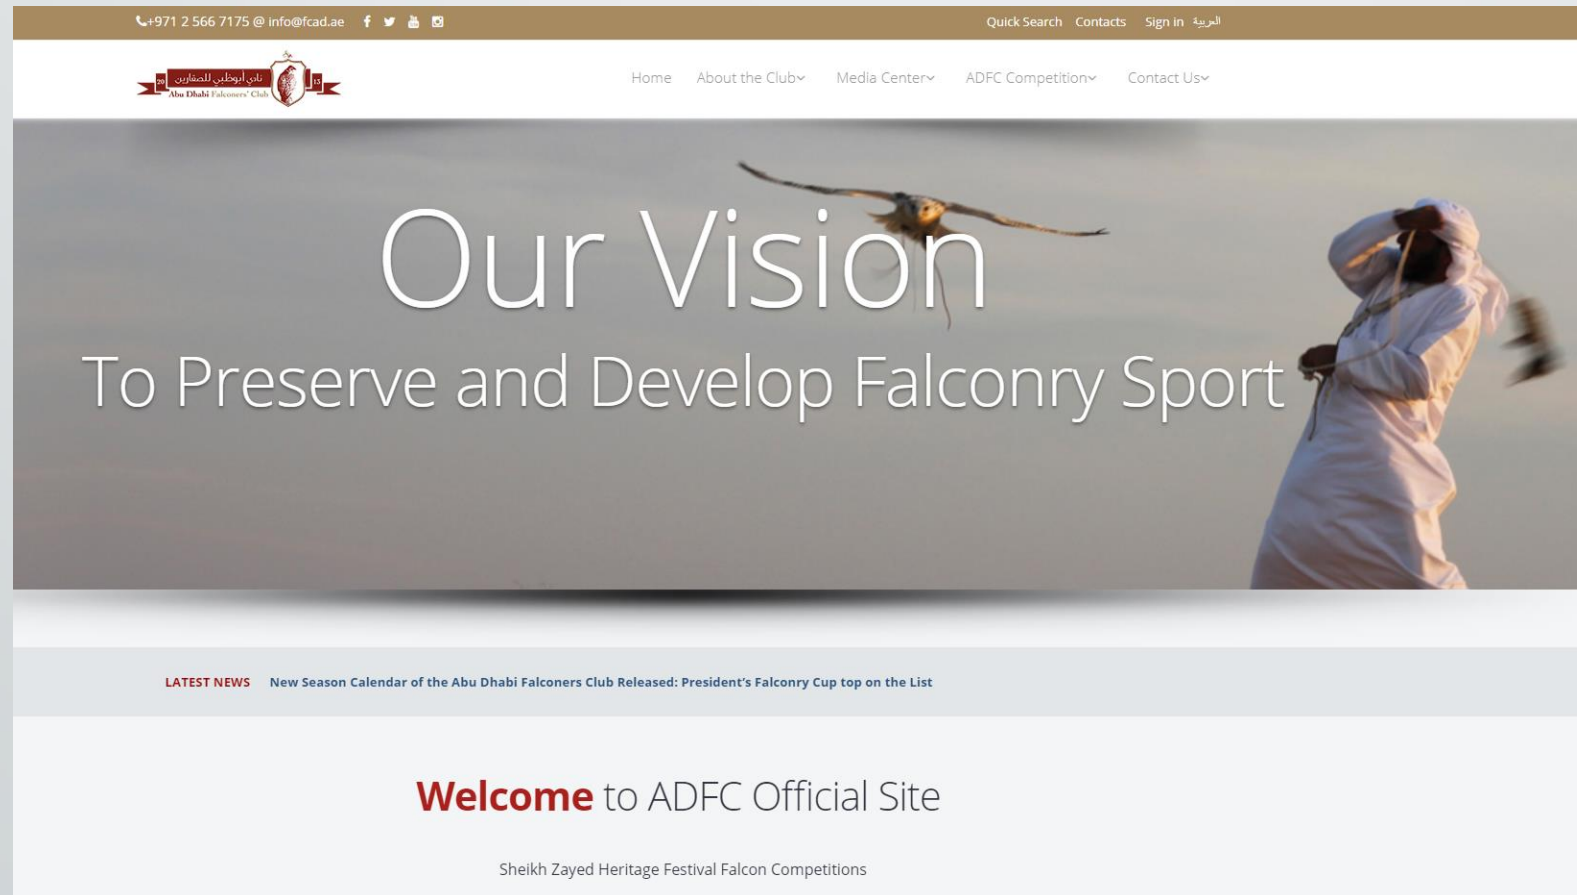 +971 2 566 7175 @ info@fcad.ae
Quick Search Contacts Sign in العربية
نادي أبوظبي للصقارين
20 15
Abu Dhabi Falconers' Club
Home About the Club Media Center ADFC Competition Contact Us
Our Vision
To Preserve and Develop Falconry Sport
LATEST NEWS New Season Calendar of the Abu Dhabi Falconers Club Released: President's Falconry Cup top on the List
Welcome to ADFC Official Site
Sheikh Zayed Heritage Festival Falcon Competitions